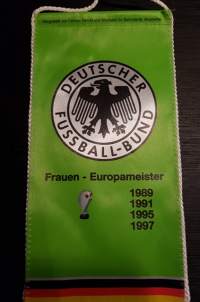 DEUTSCHER
FUSSBALL-BUND
Frauen - Europameister
1989
1991
1995
1997